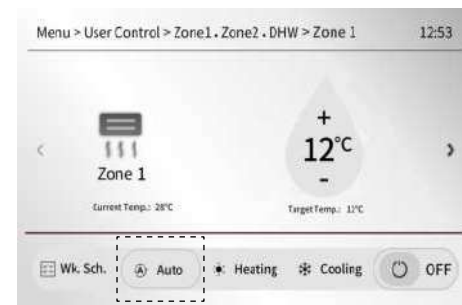 Menu > User Control > Zone1 . Zone2 . DHW > Zone 1
12:53
+
12°C
-
Zone 1
Current Temp.: 28°C
Target Temp.: 12°C
Wk. Sch.
Auto
Heating
Cooling
OFF